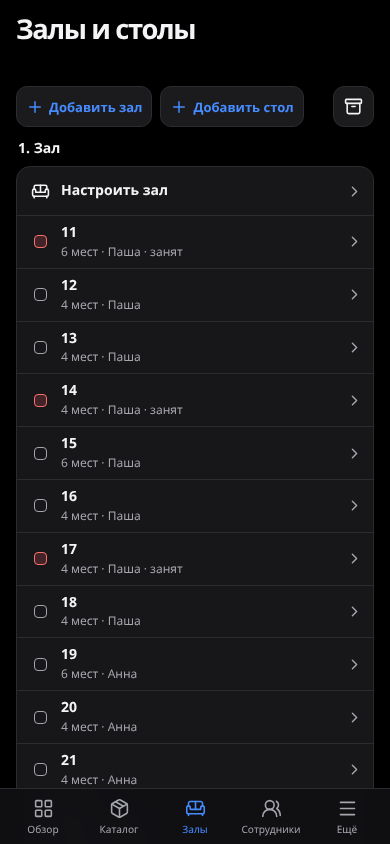 Залы и столы
Добавить зал
Добавить стол
1. Зал
Настроить зал
11
6 мест · Паша · занят
12
4 мест · Паша
13
4 мест · Паша
14
4 мест · Паша · занят
15
6 мест · Паша
16
4 мест · Паша
17
4 мест · Паша · занят
18
4 мест · Паша
19
6 мест · Анна
20
4 мест · Анна
21
4 мест · Анна
Обзор
Каталог
Залы
Сотрудники
Ещё